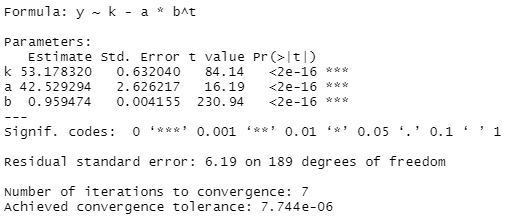 Formula: y ~ k - a * b^t
Parameters:
Estimate Std. Error t value Pr(>|t|)
k 53.178320 0.632040 84.14 <2e-16 ***
a 42.529294 2.626217 16.19 <2e-16 ***
b 0.959474 0.004155 230.94 <2e-16 ***
---
Signif. codes: 0 ‘***’ 0.001 ‘**’ 0.01 ‘*’ 0.05 ‘.’ 0.1 ‘ ’ 1
Residual standard error: 6.19 on 189 degrees of freedom
Number of iterations to convergence: 7
Achieved convergence tolerance: 7.744e-06